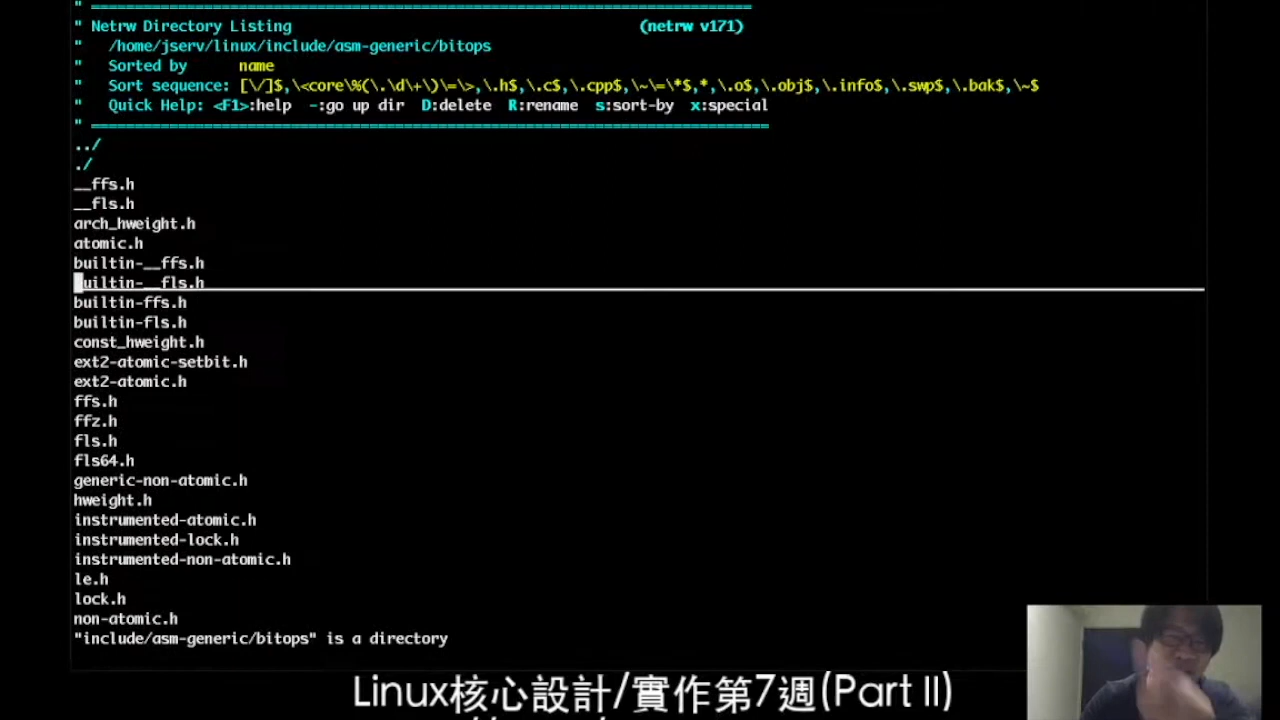 " ============================================================================
" Netrw Directory Listing (netrw v171)
" /home/jserv/linux/include/asm-generic/bitops
" Sorted by name
" Sort sequence: [\/]$,\<core\%(\.\d\+\)\=\>,\.h$,\.c$,\.cpp$,\~\=\*$,*,\.o$,\.obj$,\.info$,\.swp$,\.bak$,\~$
" Quick Help: <F1>:help -:go up dir D:delete R:rename s:sort-by x:special
" ==============================================================================
../
./
__ffs.h
__fls.h
arch_hweight.h
atomic.h
builtin-__ffs.h
builtin-__fls.h
builtin-ffs.h
builtin-fls.h
const_hweight.h
ext2-atomic-setbit.h
ext2-atomic.h
ffs.h
ffz.h
fls.h
fls64.h
generic-non-atomic.h
hweight.h
instrumented-atomic.h
instrumented-lock.h
instrumented-non-atomic.h
le.h
lock.h
non-atomic.h
"include/asm-generic/bitops" is a directory
Linux核心設計/實作第7週(Part II)